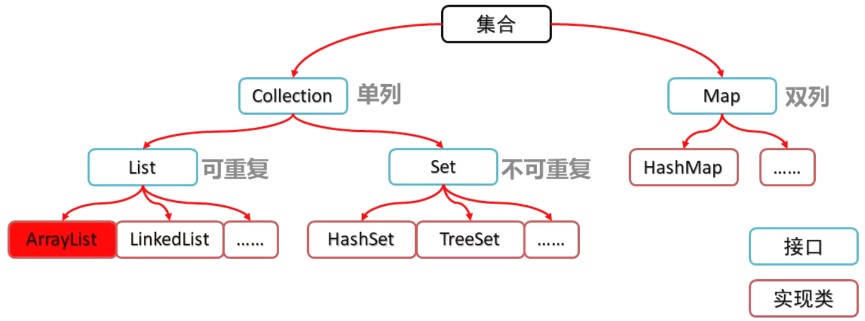 集合
Collection
单列
Map
双列
List
可重复
Set
不可重复
HashMap
......
ArrayList
LinkedList
......
HashSet
TreeSet
......
接口
实现类